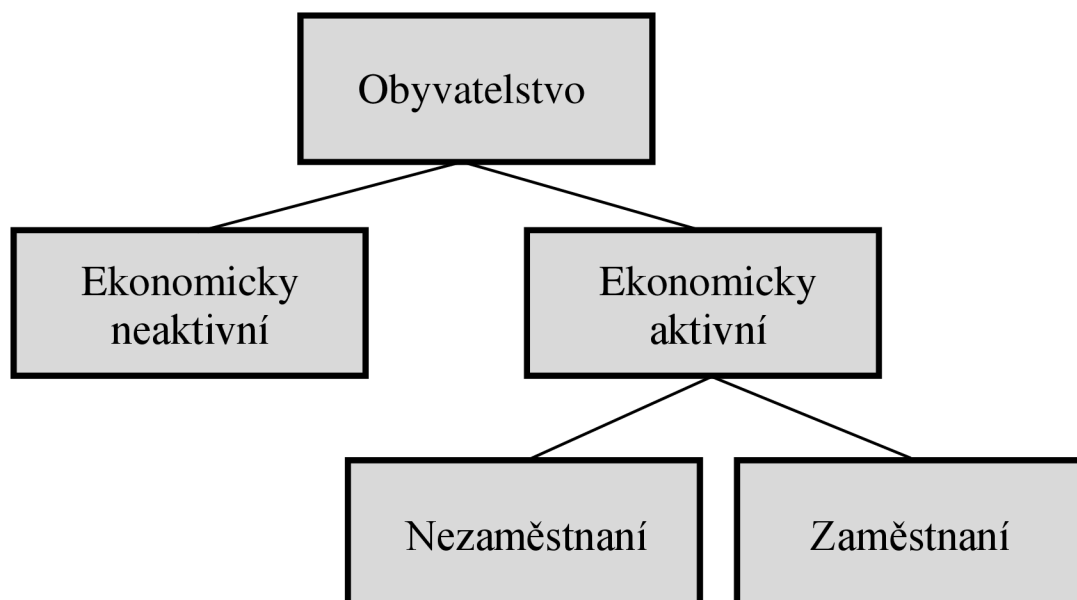 Obyvatelstvo
Ekonomicky
neaktivní
Ekonomicky
aktivní
Nezaměstnaní
Zaměstnaní